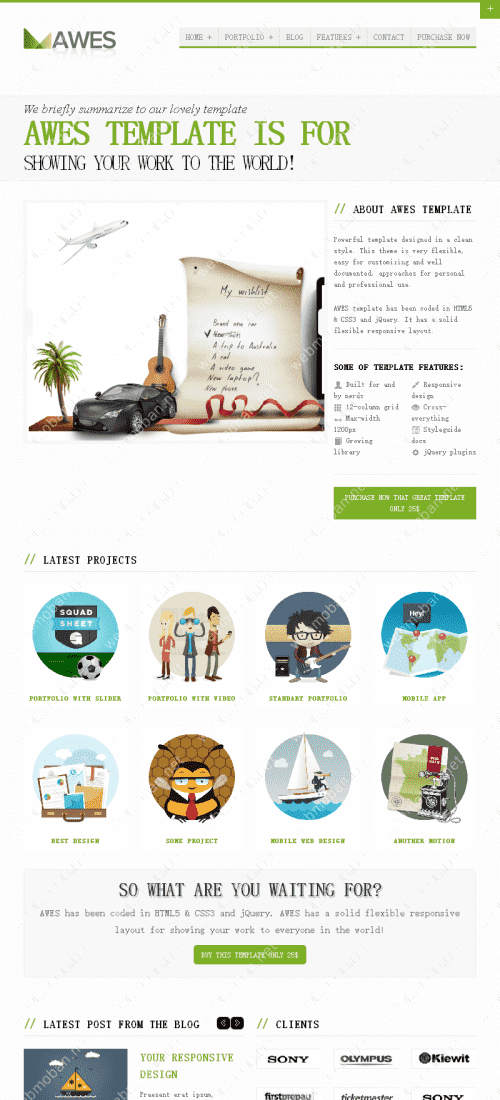 +
AWES
HOME +
PORTFOLIO +
BLOG
FEATURES +
CONTACT
PURCHASE NOW
We briefly summarize to our lovely template
AWES TEMPLATE IS FOR
SHOWING YOUR WORK TO THE WORLD!
My wishlist
Brand new car
New Suit
A trip to Australia
A cat
A video game
New laptop?
New phone
// ABOUT AWES TEMPLATE
Powerful template designed in a clean
style. This theme is very flexible,
easy for customizing and well
documented, approaches for personal
and professional use.
AWES template has been coded in HTML5
& CSS3 and jQuery. It has a solid
flexible responsive layout.
SOME OF TEMPLATE FEATURES:
Built for and
by nerds
12-column grid
Max-width
1200px
Growing
library
Responsive
design
Cross-
everything
Styleguide
docs
jQuery plugins
PURCHASE NOW THAT GREAT TEMPLATE
ONLY 25$
// LATEST PROJECTS
SQUAD
SHEET
Hey!
PORTFOLIO WITH SLIDER
PORTFOLIO WITH VIDEO
STANDART PORTFOLIO
MOBILE APP
BEST DESIGN
SOME PROJECT
MOBILE WEB DESIGN
ANOTHER MOTION
SO WHAT ARE YOU WAITING FOR?
AWES has been coded in HTML5 & CSS3 and jQuery. AWES has a solid flexible responsive
layout for showing your work to everyone in the world!
BUY THIS TEMPLATE ONLY 25$
// LATEST POST FROM THE BLOG
YOUR RESPONSIVE
DESIGN
Praesent erat ipsum,
// CLIENTS
SONY
OLYMPUS
Kiewit
firstprepau
ticketmaster
SONY